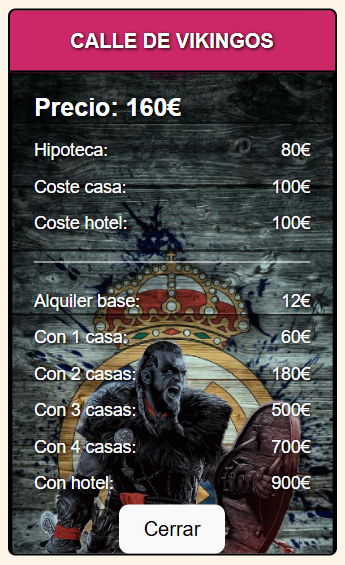 CALLE DE VIKINGOS
Precio: 160€
Hipoteca: 80€
Coste casa: 100€
Coste hotel: 100€
Alquiler base: 12€
Con 1 casa: 60€
Con 2 casas: 180€
Con 3 casas: 500€
Con 4 casas: 700€
Con hotel: 900€
Cerrar